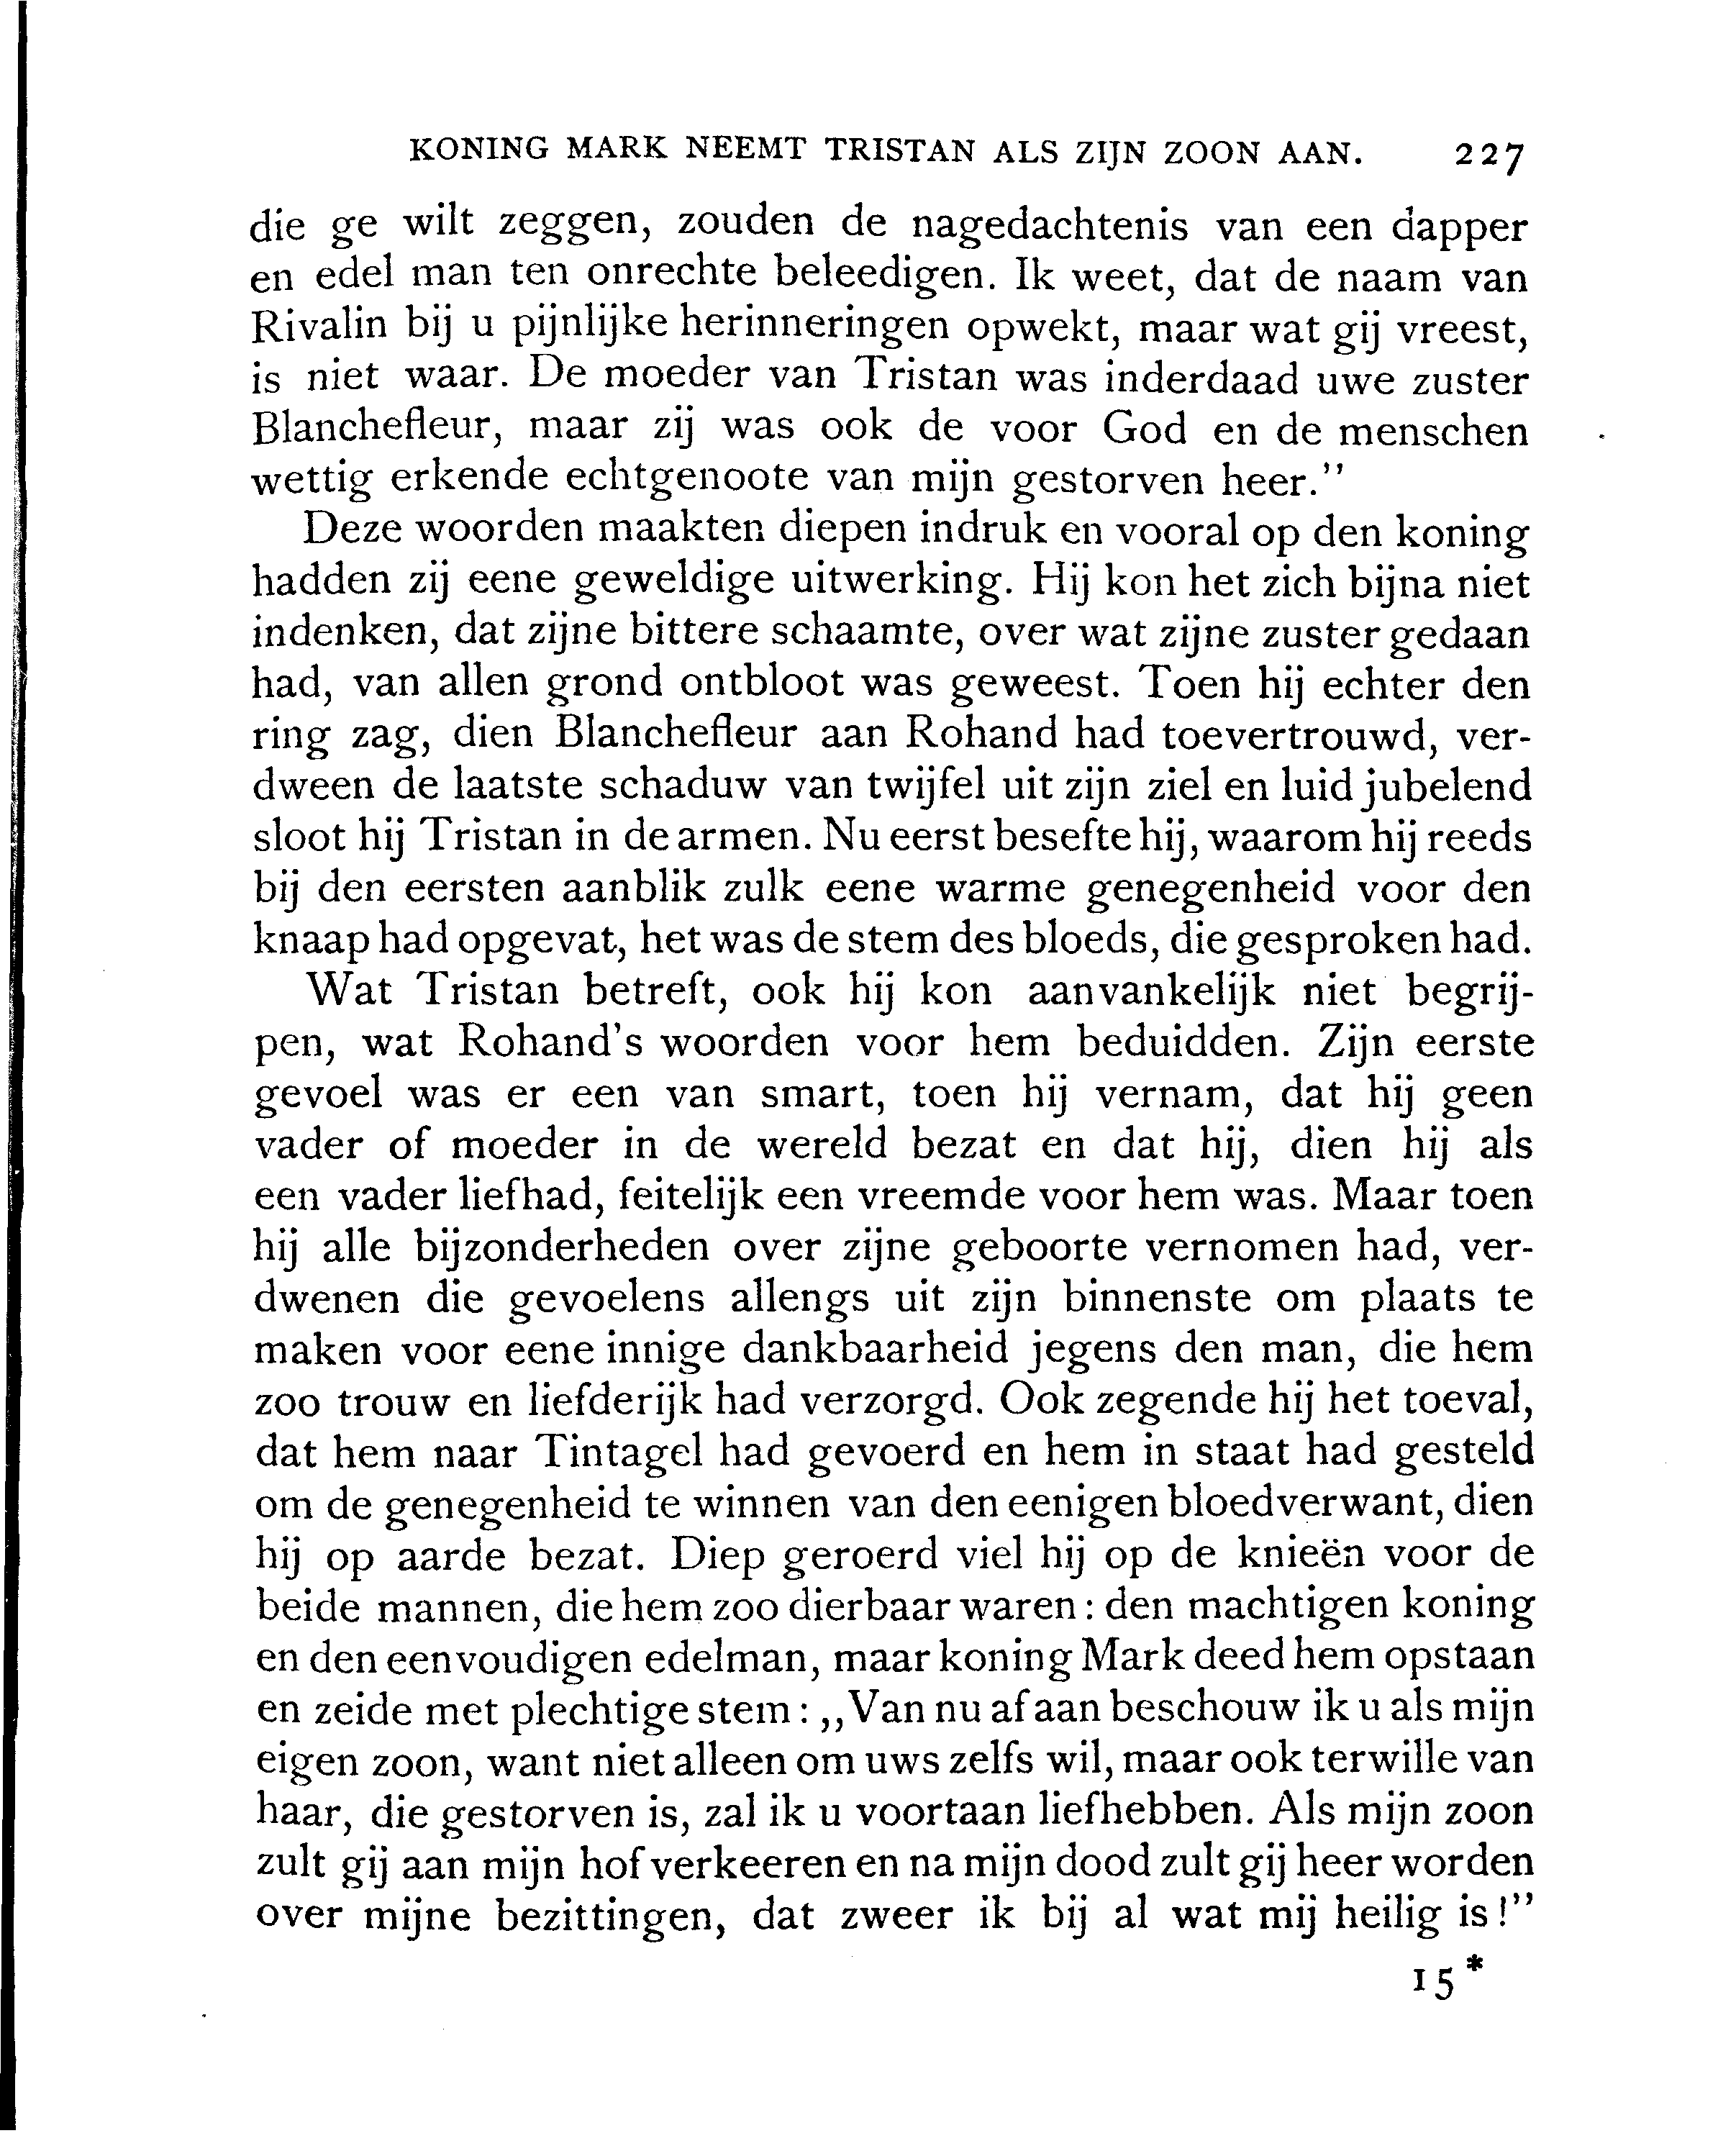 KONING MARK NEEMT TRISTAN ALS ZIJN ZOON AAN. 227
die ge wilt zeggen, zouden de nagedachtenis van een dapper
en edel man ten onrechte beleedigen. Ik weet, dat de naam van
Rivalin bij u pijnlijke herinneringen opwekt, maar wat gij vreest,
is niet waar. De moeder van Tristan was inderdaad uwe zuster
Blanchefleur, maar zij was ook de voor God en de menschen
wettig erkende echtgenoote van mijn gestorven heer."
Deze woorden maakten diepen indruk en vooral op den koning
hadden zij eene geweldige uitwerking. Hij kon het zich bijna niet
indenken, dat zijne bittere schaamte, over wat zijne zuster gedaan
had, van allen grond ontbloot was geweest. Toen hij echter den
ring zag, dien Blanchefleur aan Rohand had toevertrouwd, ver-
dween de laatste schaduw van twijfel uit zijn ziel en luid jubelend
sloot hij Tristan in de armen. Nu eerst besefte hij, waarom hij reeds
bij den eersten aanblik zulk eene warme genegenheid voor den
knaap had opgevat, het was de stem des bloeds, die gesproken had.
Wat Tristan betreft, ook hij kon aanvankelijk niet begrij-
pen, wat Rohand's woorden voor hem beduidden. Zijn eerste
gevoel was er een van smart, toen hij vernam, dat hij geen
vader of moeder in de wereld bezat en dat hij, dien hij als
een vader liefhad, feitelijk een vreemde voor hem was. Maar toen
hij alle bijzonderheden over zijne geboorte vernomen had, ver-
dwenen die gevoelens allengs uit zijn binnenste om plaats te
maken voor eene innige dankbaarheid jegens den man, die hem
zoo trouw en liefderijk had verzorgd. Ook zegende hij het toeval,
dat hem naar Tintagel had gevoerd en hem in staat had gesteld
om de genegenheid te winnen van den eenigen bloedverwant, dien
hij op aarde bezat. Diep geroerd viel hij op de knieën voor de
beide mannen, die hem zoo dierbaar waren: den machtigen koning
en den eenvoudigen edelman, maar koning Mark deed hem opstaan
en zeide met plechtige stem: ,,Van nu af aan beschouw ik u als mijn
eigen zoon, want niet alleen om uws zelfs wil, maar ook terwille van
haar, die gestorven is, zal ik u voortaan liefhebben. Als mijn zoon
zult gij aan mijn hof verkeeren en na mijn dood zult gij heer worden
over mijne bezittingen, dat zweer ik bij al wat mij heilig is!"
15*